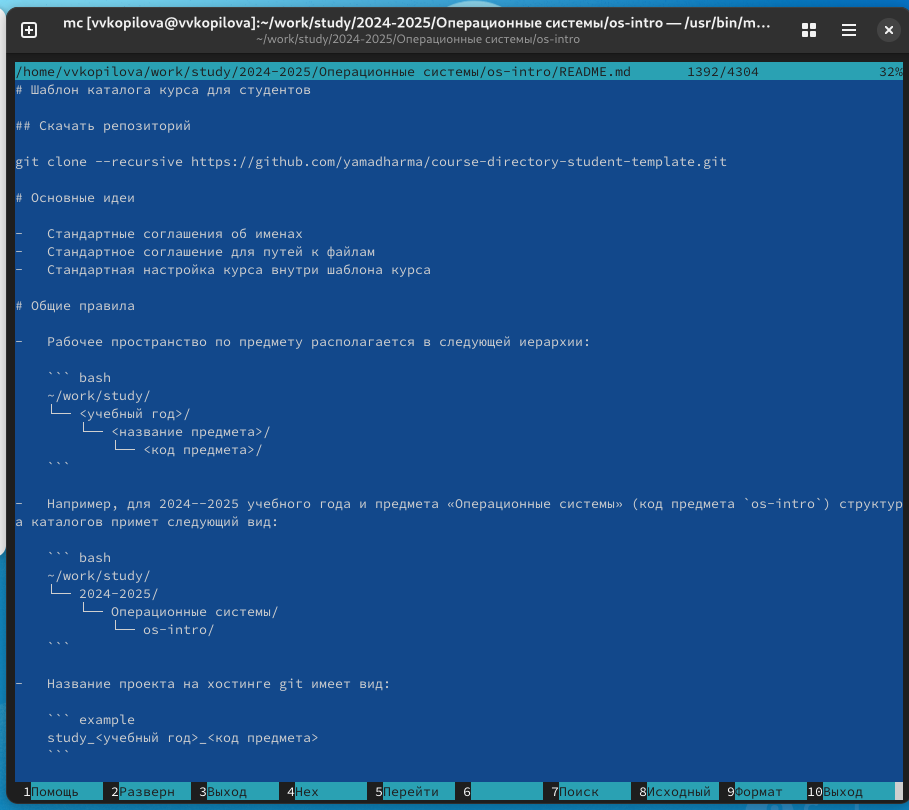 mc [vvkopilova@vvkopilova]:~/work/study/2024-2025/Операционные системы/os-intro — /usr/bin/m…
~/work/study/2024-2025/Операционные системы/os-intro
/home/vvkopilova/work/study/2024-2025/Операционные системы/os-intro/README.md 1392/4304 32%
# Шаблон каталога курса для студентов
## Скачать репозиторий
git clone --recursive https://github.com/yamadharma/course-directory-student-template.git
# Основные идеи
- Стандартные соглашения об именах
- Стандартное соглашение для путей к файлам
- Стандартная настройка курса внутри шаблона курса
# Общие правила
- Рабочее пространство по предмету располагается в следующей иерархии:
``` bash
~/work/study/
└── <учебный год>/
└── <название предмета>/
└── <код предмета>/
```
- Например, для 2024--2025 учебного года и предмета «Операционные системы» (код предмета `os-intro`) структур
а каталогов примет следующий вид:
``` bash
~/work/study/
└── 2024-2025/
└── Операционные системы/
└── os-intro/
```
- Название проекта на хостинге git имеет вид:
``` example
study_<учебный год>_<код предмета>
```
1Помощь 2Разверн 3Выход 4Hex 5Перейти 6 7Поиск 8Исходный 9Формат 10Выход